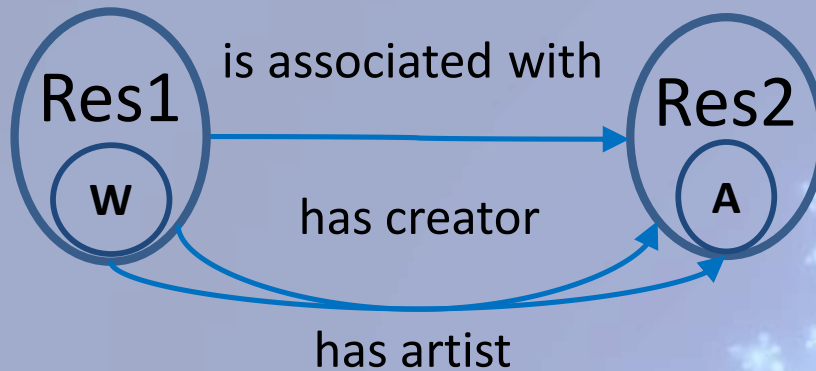 is associated with
Res1
Res2
W
A
has creator
has artist